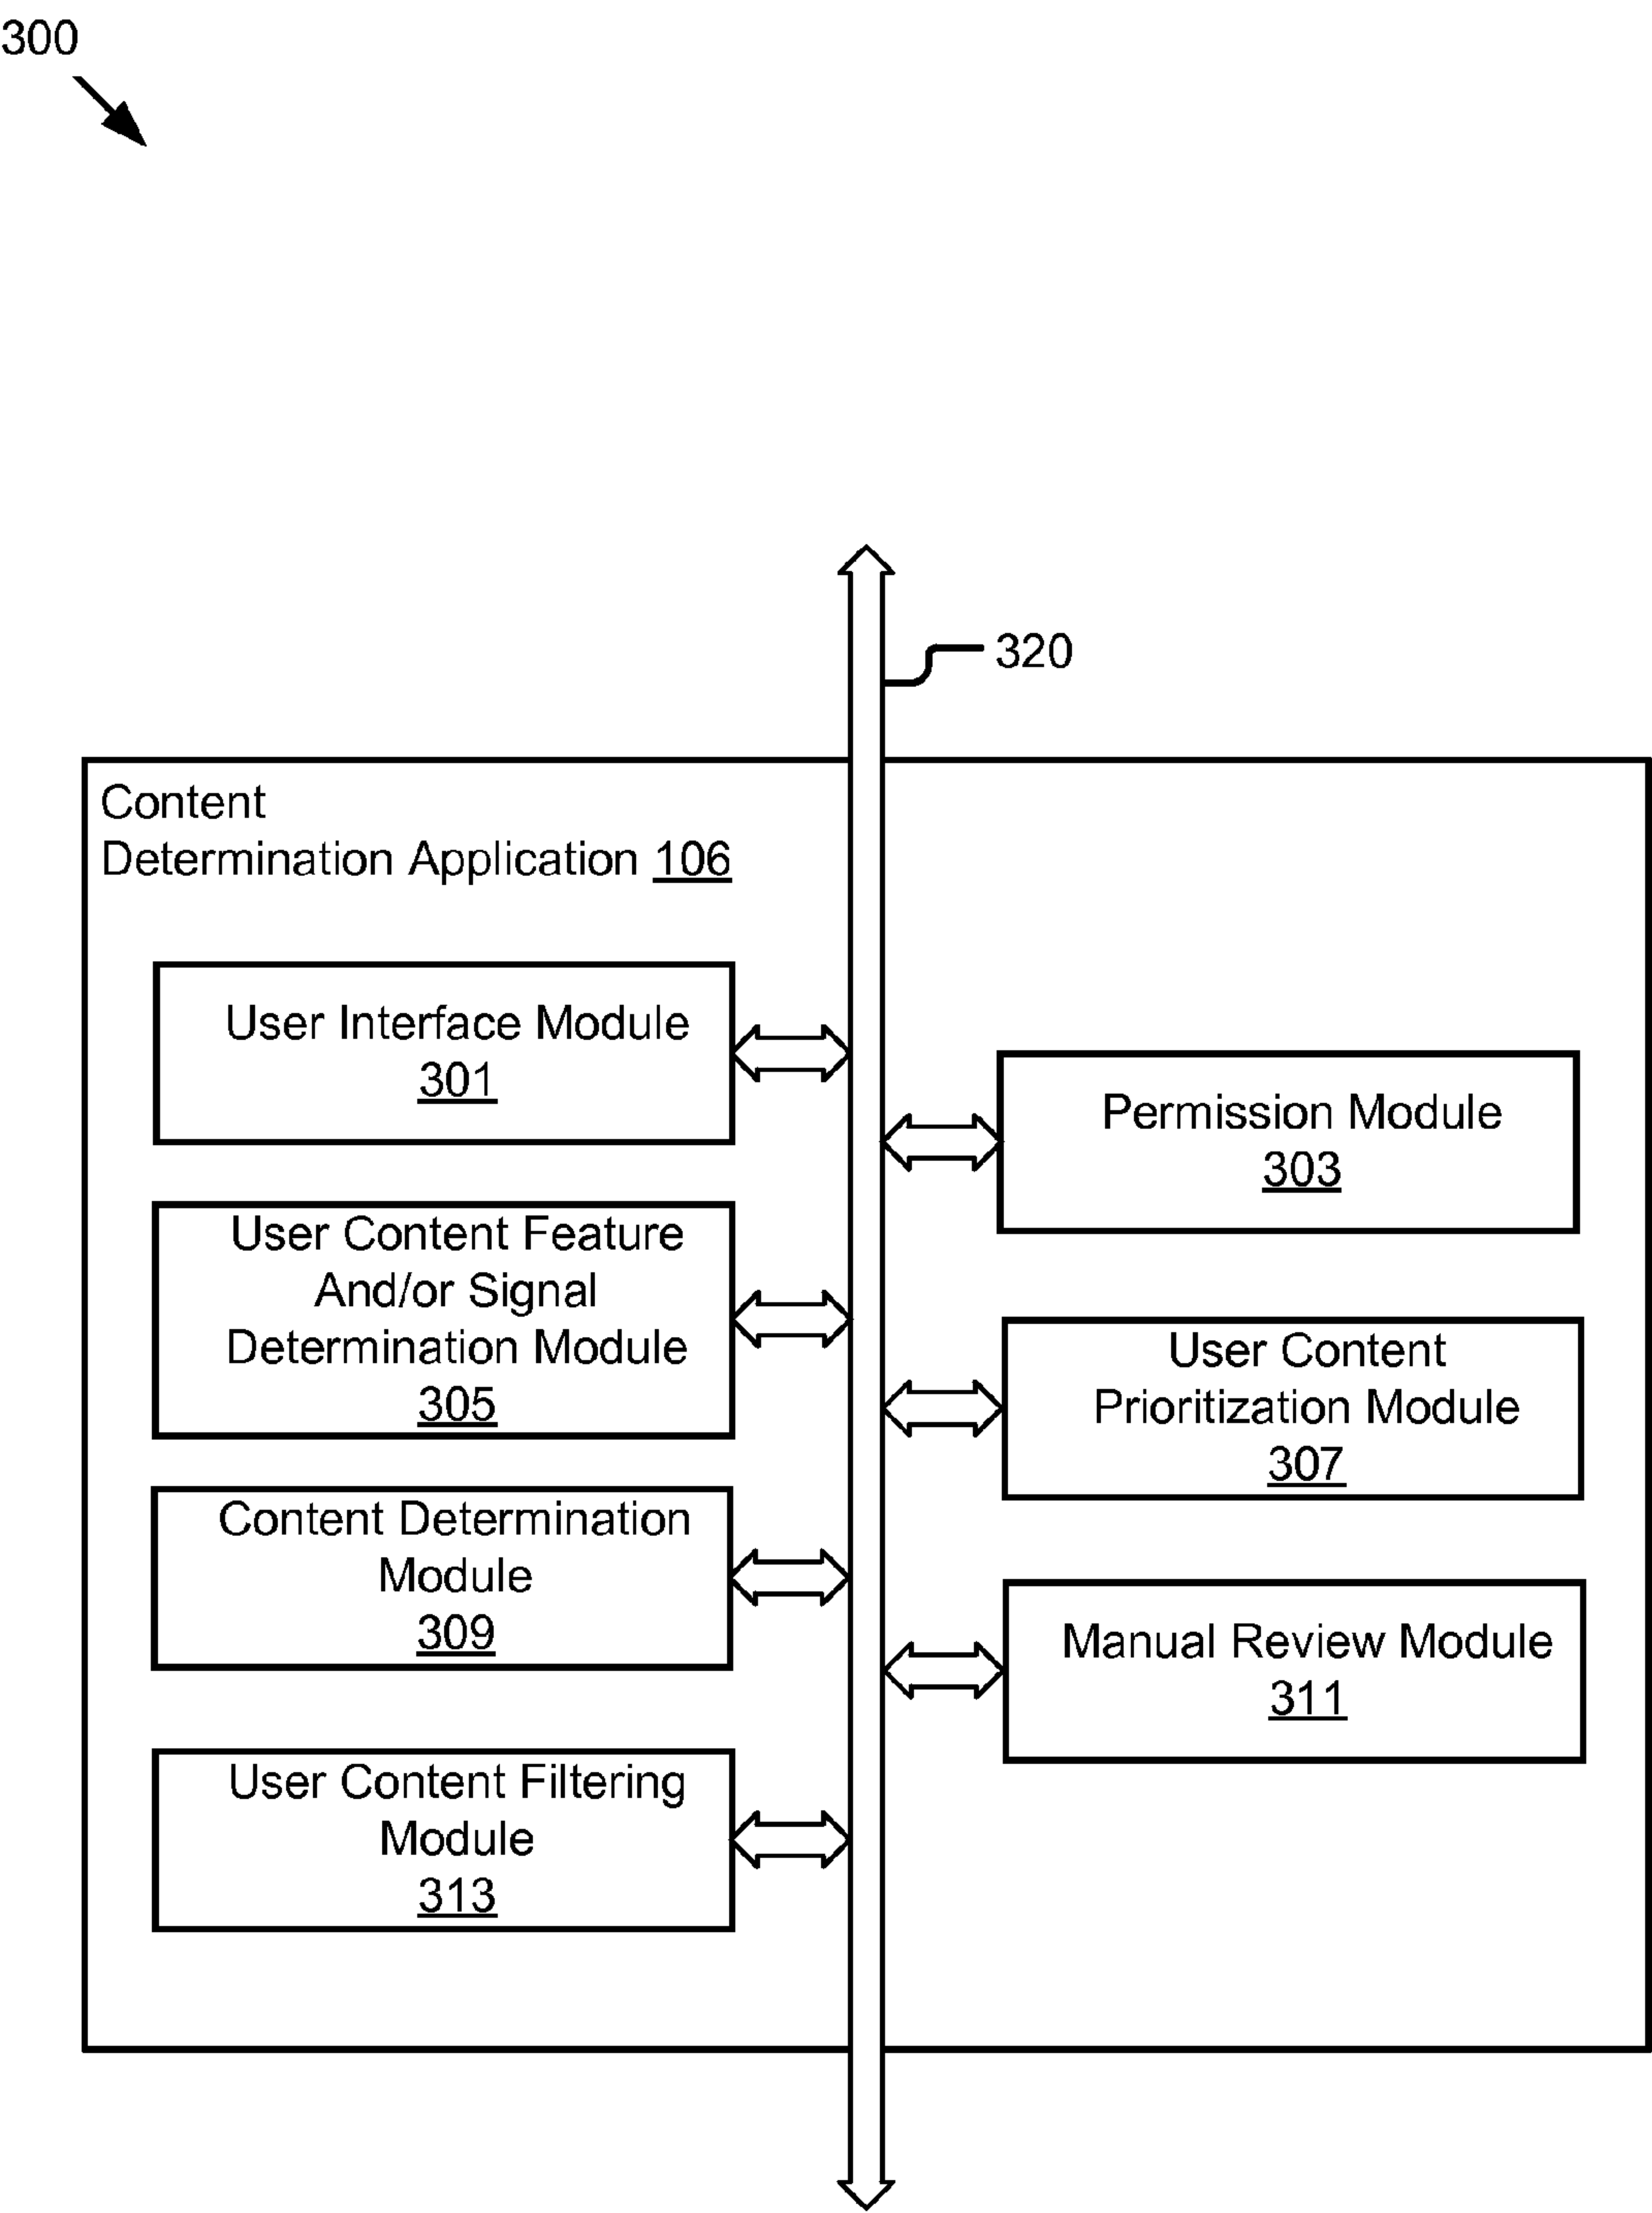 300
320
Content
Determination Application 106
User Interface Module
301
Permission Module
303
User Content Feature
And/or Signal
Determination Module
305
User Content
Prioritization Module
307
Content Determination
Module
309
Manual Review Module
311
User Content Filtering
Module
313